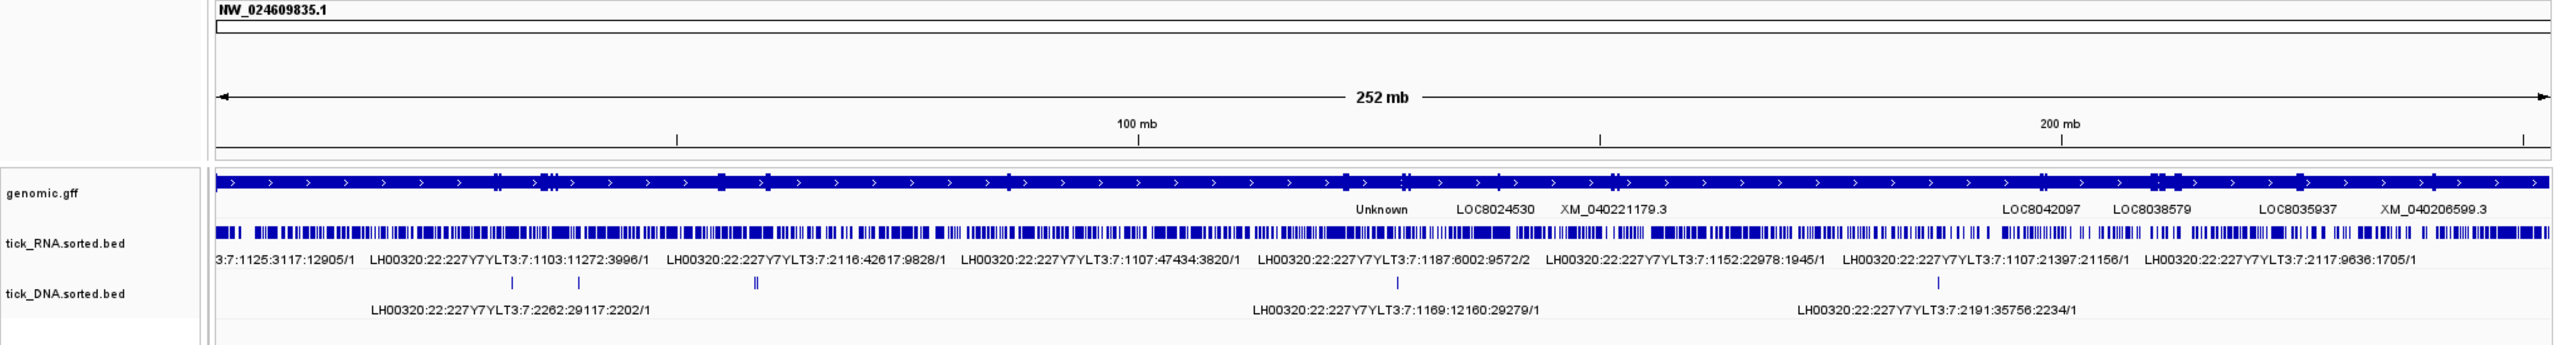 NW_024609835.1
252 mb
100 mb 200 mb
genomic.gff
Unknown LOC8024530 XM_040221179.3 LOC8042097 LOC8038579 LOC8035937 XM_040206599.3
tick_RNA.sorted.bed
3:7:1125:3117:12905/1 LH00320:22:227Y7YLT3:7:1103:11272:3996/1 LH00320:22:227Y7YLT3:7:2116:42617:9828/1 LH00320:22:227Y7YLT3:7:1107:47434:3820/1 LH00320:22:227Y7YLT3:7:1187:6002:9572/2 LH00320:22:227Y7YLT3:7:1152:22978:1945/1 LH00320:22:227Y7YLT3:7:1107:21397:21156/1 LH00320:22:227Y7YLT3:7:2117:9636:1705/1
tick_DNA.sorted.bed
LH00320:22:227Y7YLT3:7:2262:29117:2202/1 LH00320:22:227Y7YLT3:7:1169:12160:29279/1 LH00320:22:227Y7YLT3:7:2191:35756:2234/1